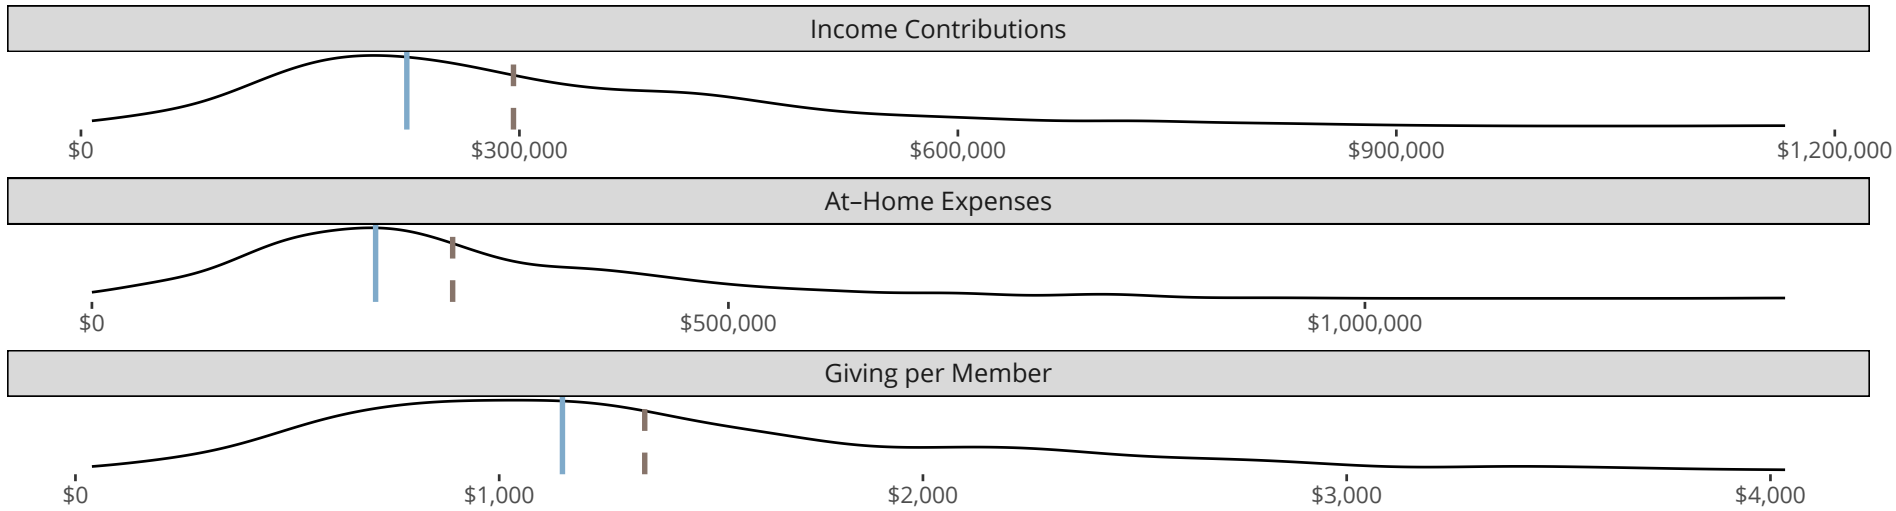 Income Contributions
$0 $300,000 $600,000 $900,000 $1,200,000
At–Home Expenses
$0 $500,000 $1,000,000
Giving per Member
$0 $1,000 $2,000 $3,000 $4,000